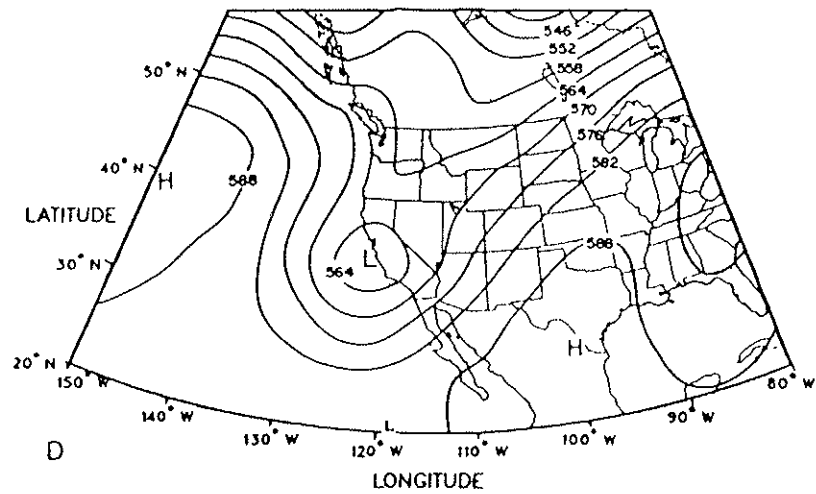 546
552
558
564
570
576
582
588
588
564
50° N
40° N
30° N
20° N
H
L
H
L
LATITUDE
150° W
140° W
130° W
120° W
110° W
100° W
90° W
80° W
D
LONGITUDE